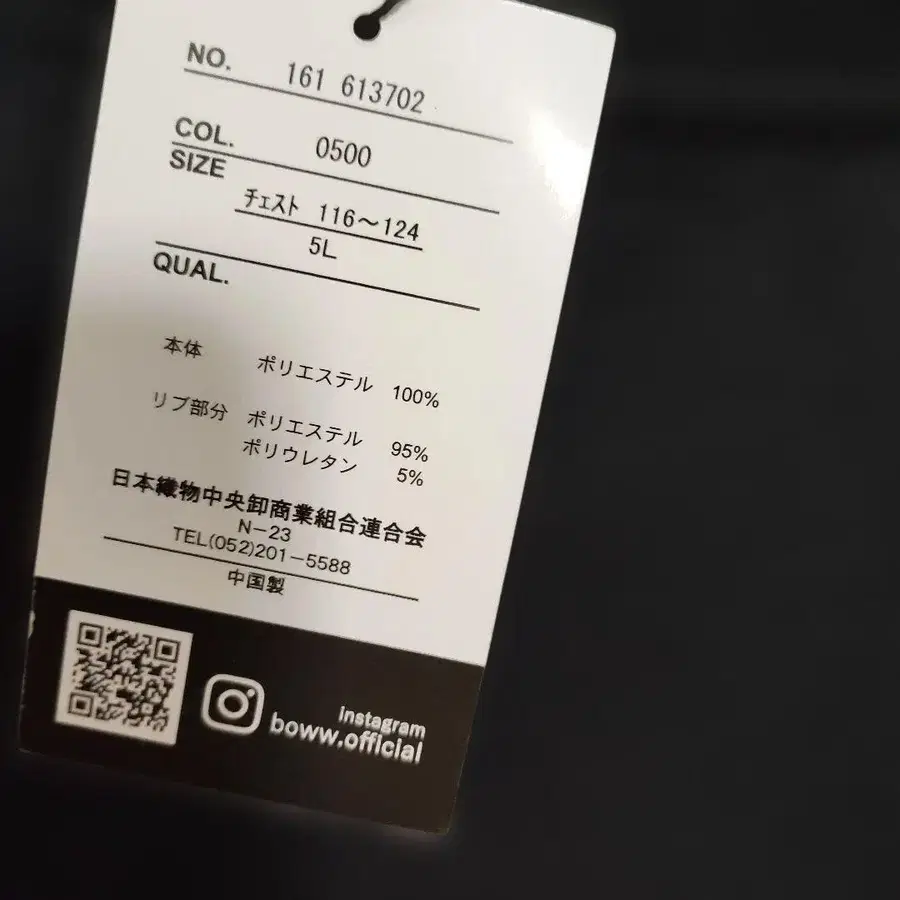 NO. 161 613702
COL. 0500
SIZE
チェスト 116～124
5L
QUAL.
本体 ポリエステル 100%
リブ部分 ポリエステル 95%
ポリウレタン 5%
日本織物中央卸商業組合連合会
N-23
TEL(052)201-5588
中国製
instagram
boww.official